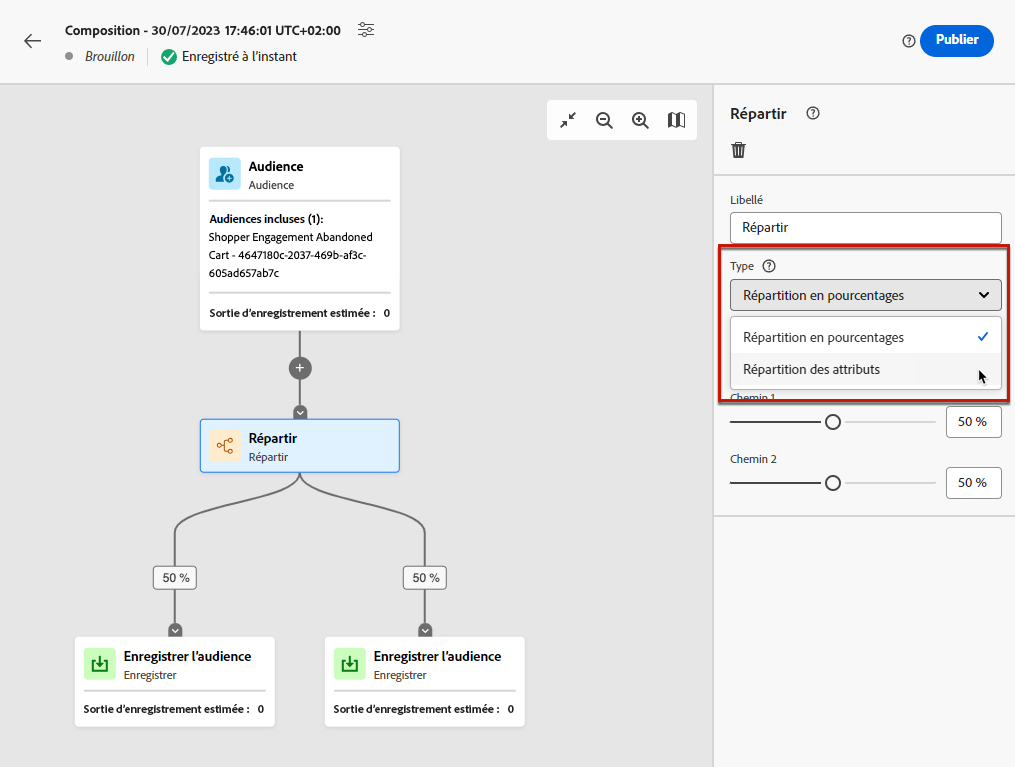 Composition - 30/07/2023 17:46:01 UTC+02:00
Brouillon
Enregistré à l’instant
Publier
Audience
Audience
Audiences incluses (1):
Shopper Engagement Abandoned
Cart - 4647180c-2037-469b-af3c-
605ad657ab7c
Sortie d’enregistrement estimée : 0
Répartir
Répartir
50 %
50 %
Enregistrer l’audience
Enregistrer
Sortie d’enregistrement estimée : 0
Enregistrer l’audience
Enregistrer
Sortie d’enregistrement estimée : 0
Répartir
Libellé
Répartir
Type
Répartition en pourcentages
Répartition en pourcentages
Répartition des attributs
Chemin 1
50 %
Chemin 2
50 %